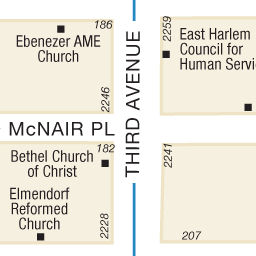 186
Ebenezer AME
Church
2246
THIRD AVENUE
2259
East Harlem
Council for
Human Servi
McNAIR PL
Bethel Church
of Christ
182
Elmendorf
Reformed
Church
2228
2241
207